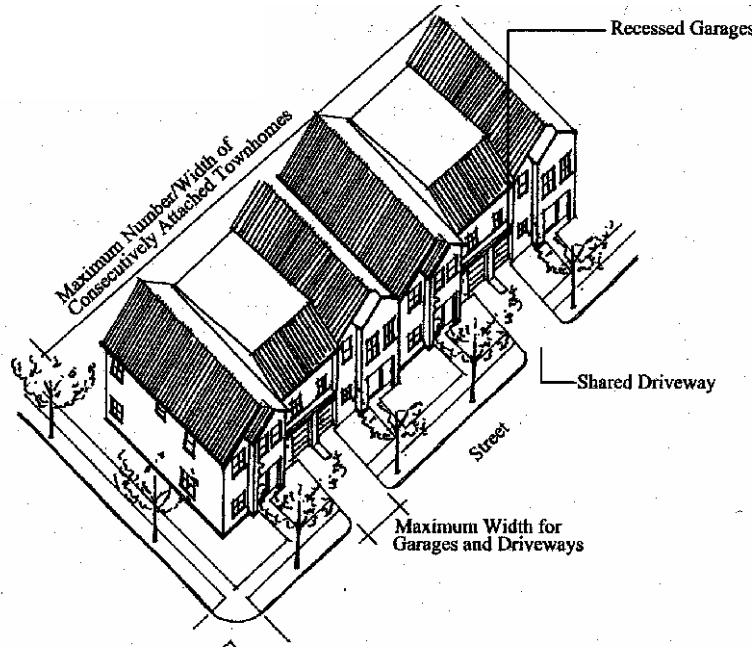 Recessed Garages
Maximum Number/Width of
Consecutively Attached Townhomes
Shared Driveway
Street
Maximum Width for
Garages and Driveways